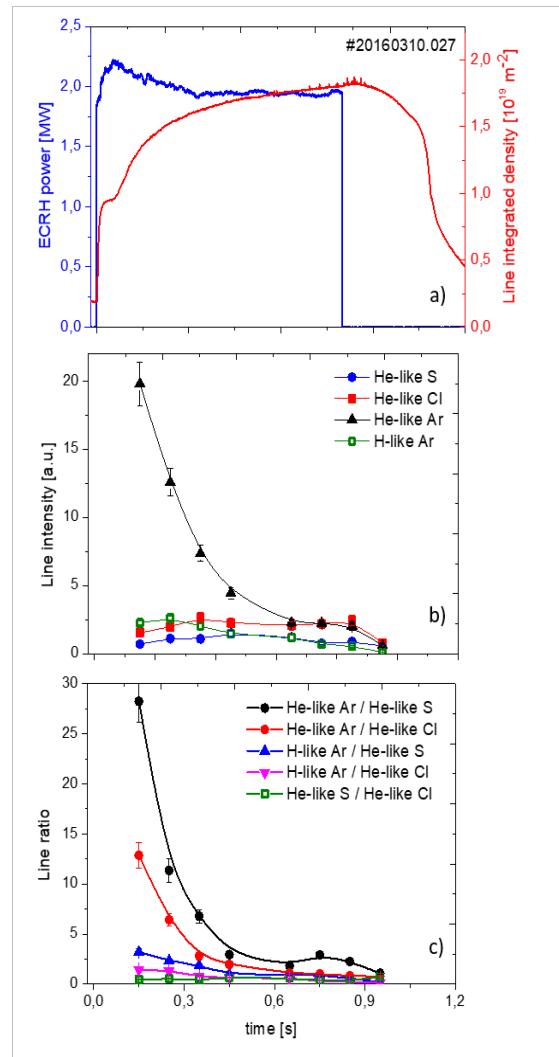 #20160310.027
2,5
2,0
1,5
1,0
0,5
0,0
ECRH power [MW]
2,0
1,5
1,0
0,5
0,0
Line integrated density [10¹⁹ m⁻²]
a)
20
15
10
5
0
Line intensity [a.u.]
He-like S
He-like Cl
He-like Ar
H-like Ar
b)
30
25
20
15
10
5
0
Line ratio
He-like Ar / He-like S
He-like Ar / He-like Cl
H-like Ar / He-like S
H-like Ar / He-like Cl
He-like S / He-like Cl
c)
0,0 0,3 0,6 0,9 1,2
time [s]